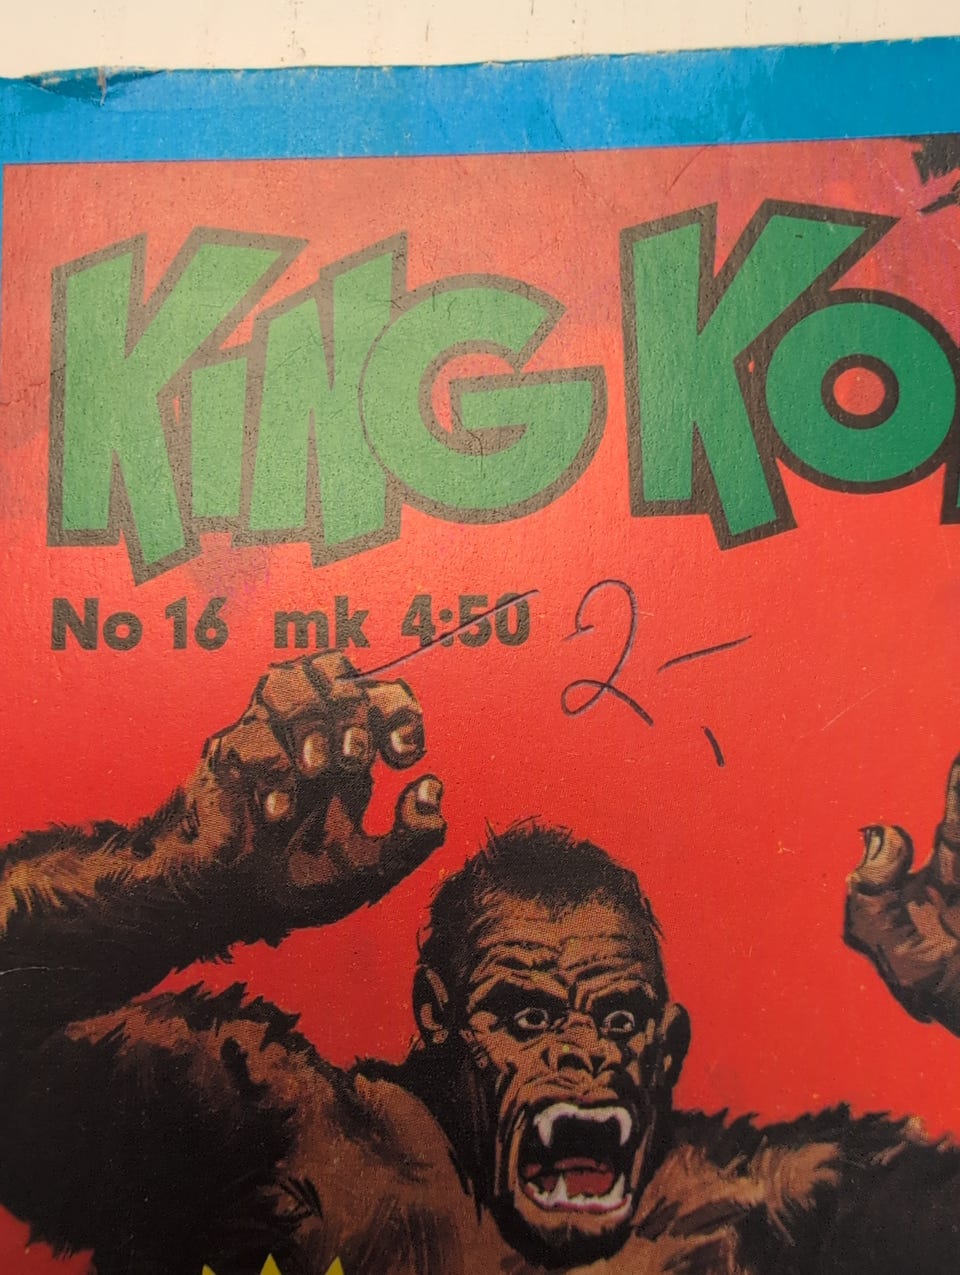 KING KO
No 16 mk 4:50 2,-